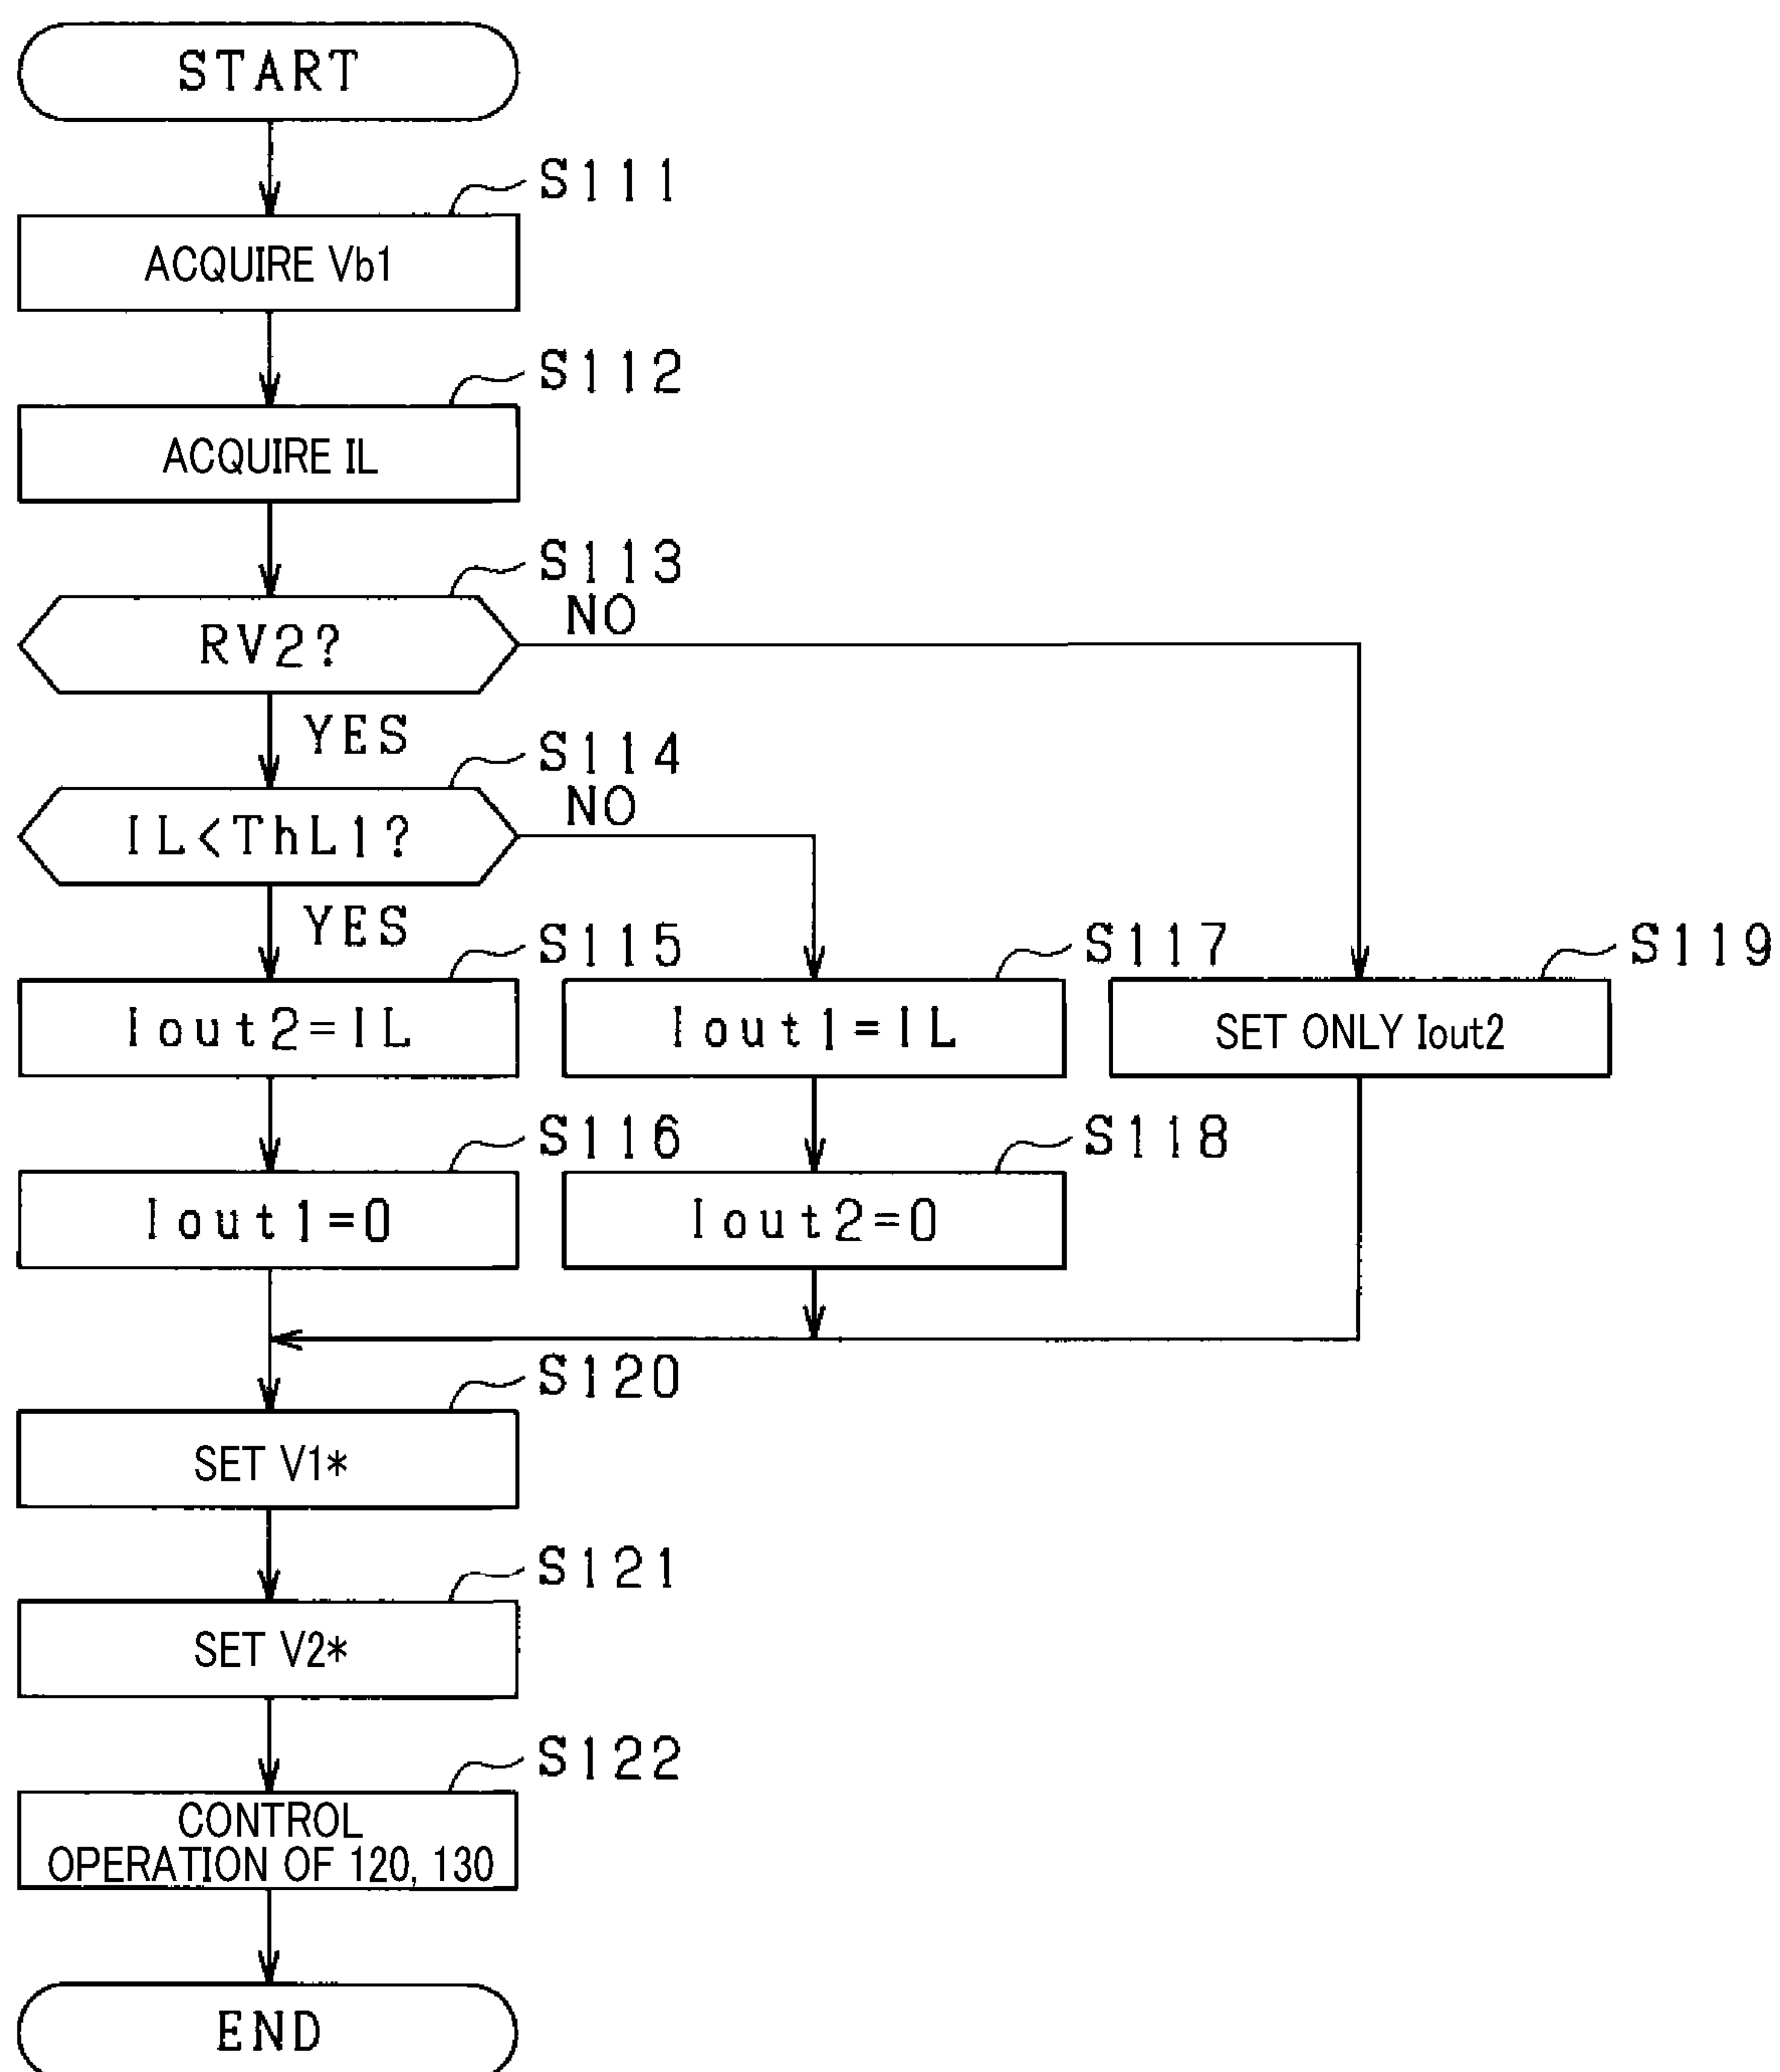 START
S111
ACQUIRE Vb1
S112
ACQUIRE IL
S113
RV2?
NO
YES
S114
IL<ThL1?
NO
YES
S115
Iout2=IL
S117
Iout1=IL
S119
SET ONLY Iout2
S116
Iout1=0
S118
Iout2=0
S120
SET V1*
S121
SET V2*
S122
CONTROL
OPERATION OF 120, 130
END